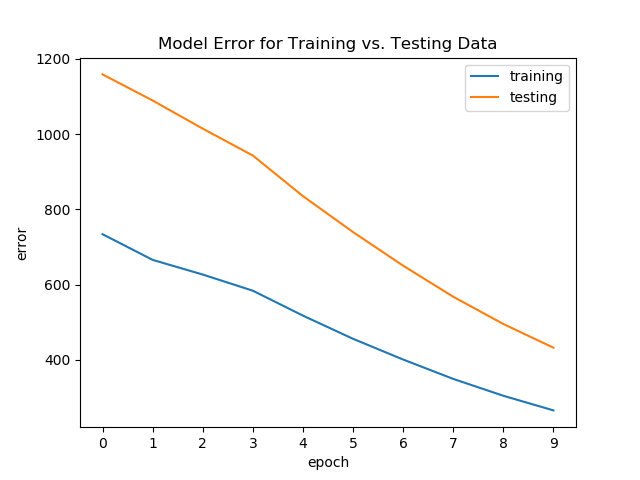 Model Error for Training vs. Testing Data
training
testing
1200
1000
800
600
400
error
0 1 2 3 4 5 6 7 8 9
epoch